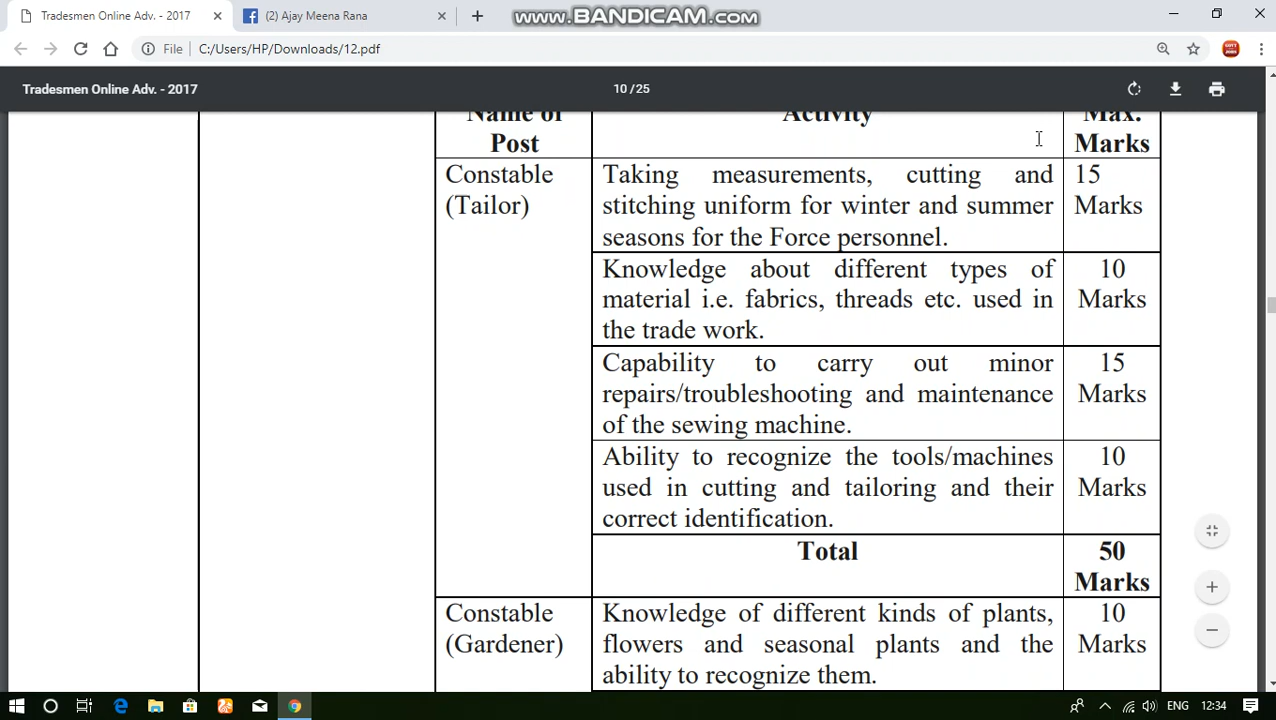 Tradesmen Online Adv. - 2017
(2) Ajay Meena Rana
www.BANDICAM.com
File
C:/Users/HP/Downloads/12.pdf
Tradesmen Online Adv. - 2017
10 / 25
Name of
Post
Activity
Max.
Marks
Constable
(Tailor)
Taking measurements, cutting and
stitching uniform for winter and summer
seasons for the Force personnel.
15
Marks
Knowledge about different types of
material i.e. fabrics, threads etc. used in
the trade work.
10
Marks
Capability to carry out minor
repairs/troubleshooting and maintenance
of the sewing machine.
15
Marks
Ability to recognize the tools/machines
used in cutting and tailoring and their
correct identification.
10
Marks
Total
50
Marks
Constable
(Gardener)
Knowledge of different kinds of plants,
flowers and seasonal plants and the
ability to recognize them.
10
Marks
ENG
12:34